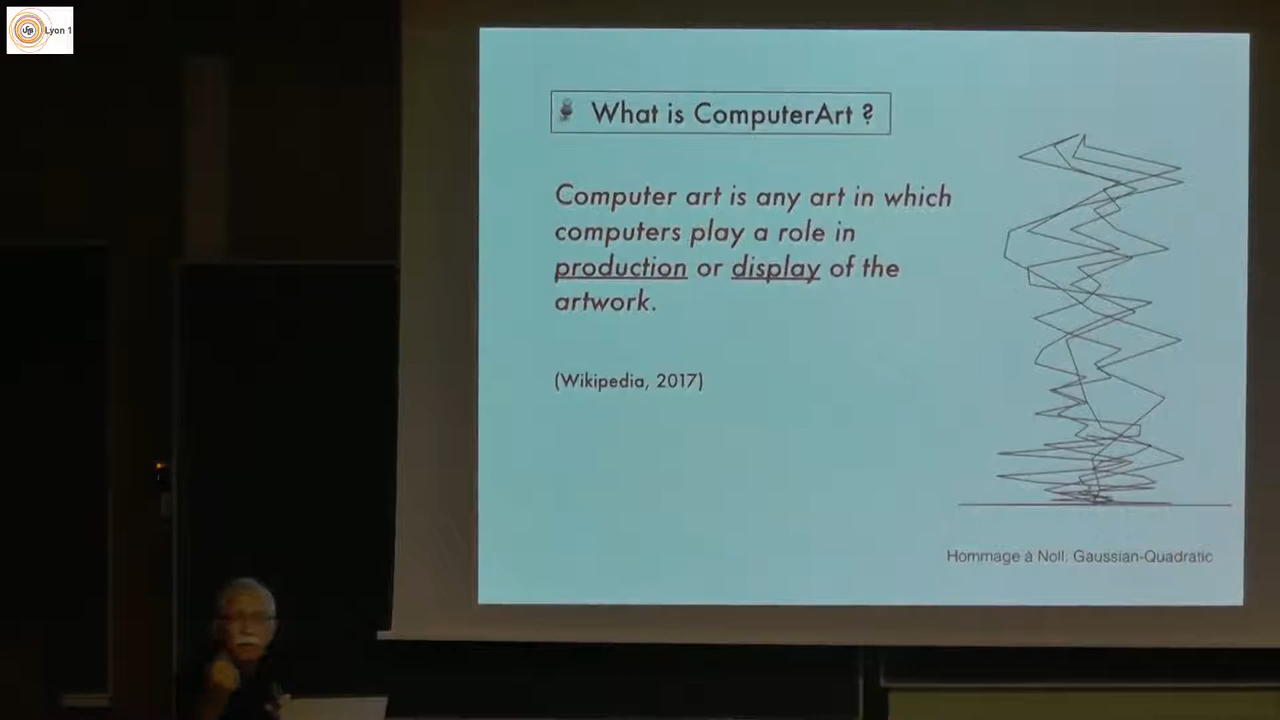 Lyon 1
What is ComputerArt ?
Computer art is any art in which
computers play a role in
production or display of the
artwork.
(Wikipedia, 2017)
Hommage à Noll: Gaussian-Quadratic